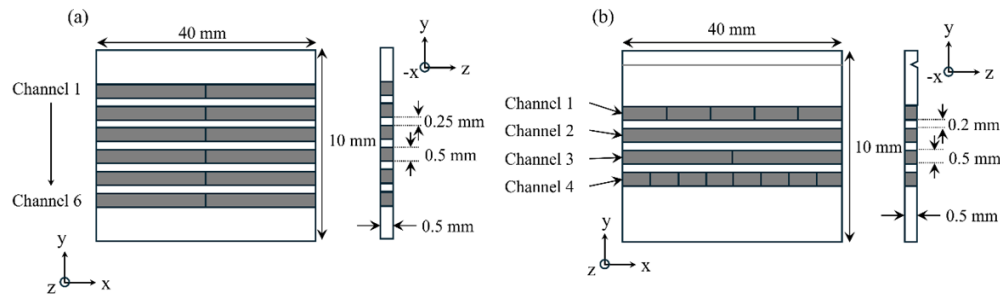 (a)
40 mm
y
-x
z
Channel 1
0.25 mm
10 mm
0.5 mm
Channel 6
0.5 mm
y
z
x
(b)
40 mm
y
-x
z
Channel 1
Channel 2
0.2 mm
Channel 3
10 mm
0.5 mm
Channel 4
0.5 mm
y
z
x